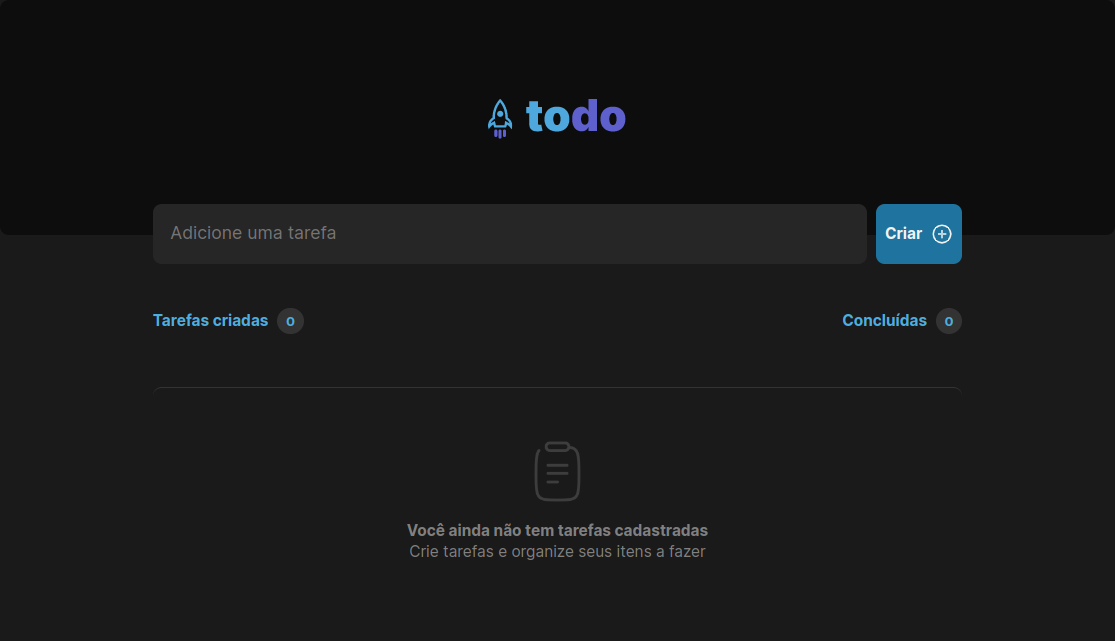 todo
Adicione uma tarefa
Criar
Tarefas criadas 0
Concluídas 0
Você ainda não tem tarefas cadastradas
Crie tarefas e organize seus itens a fazer